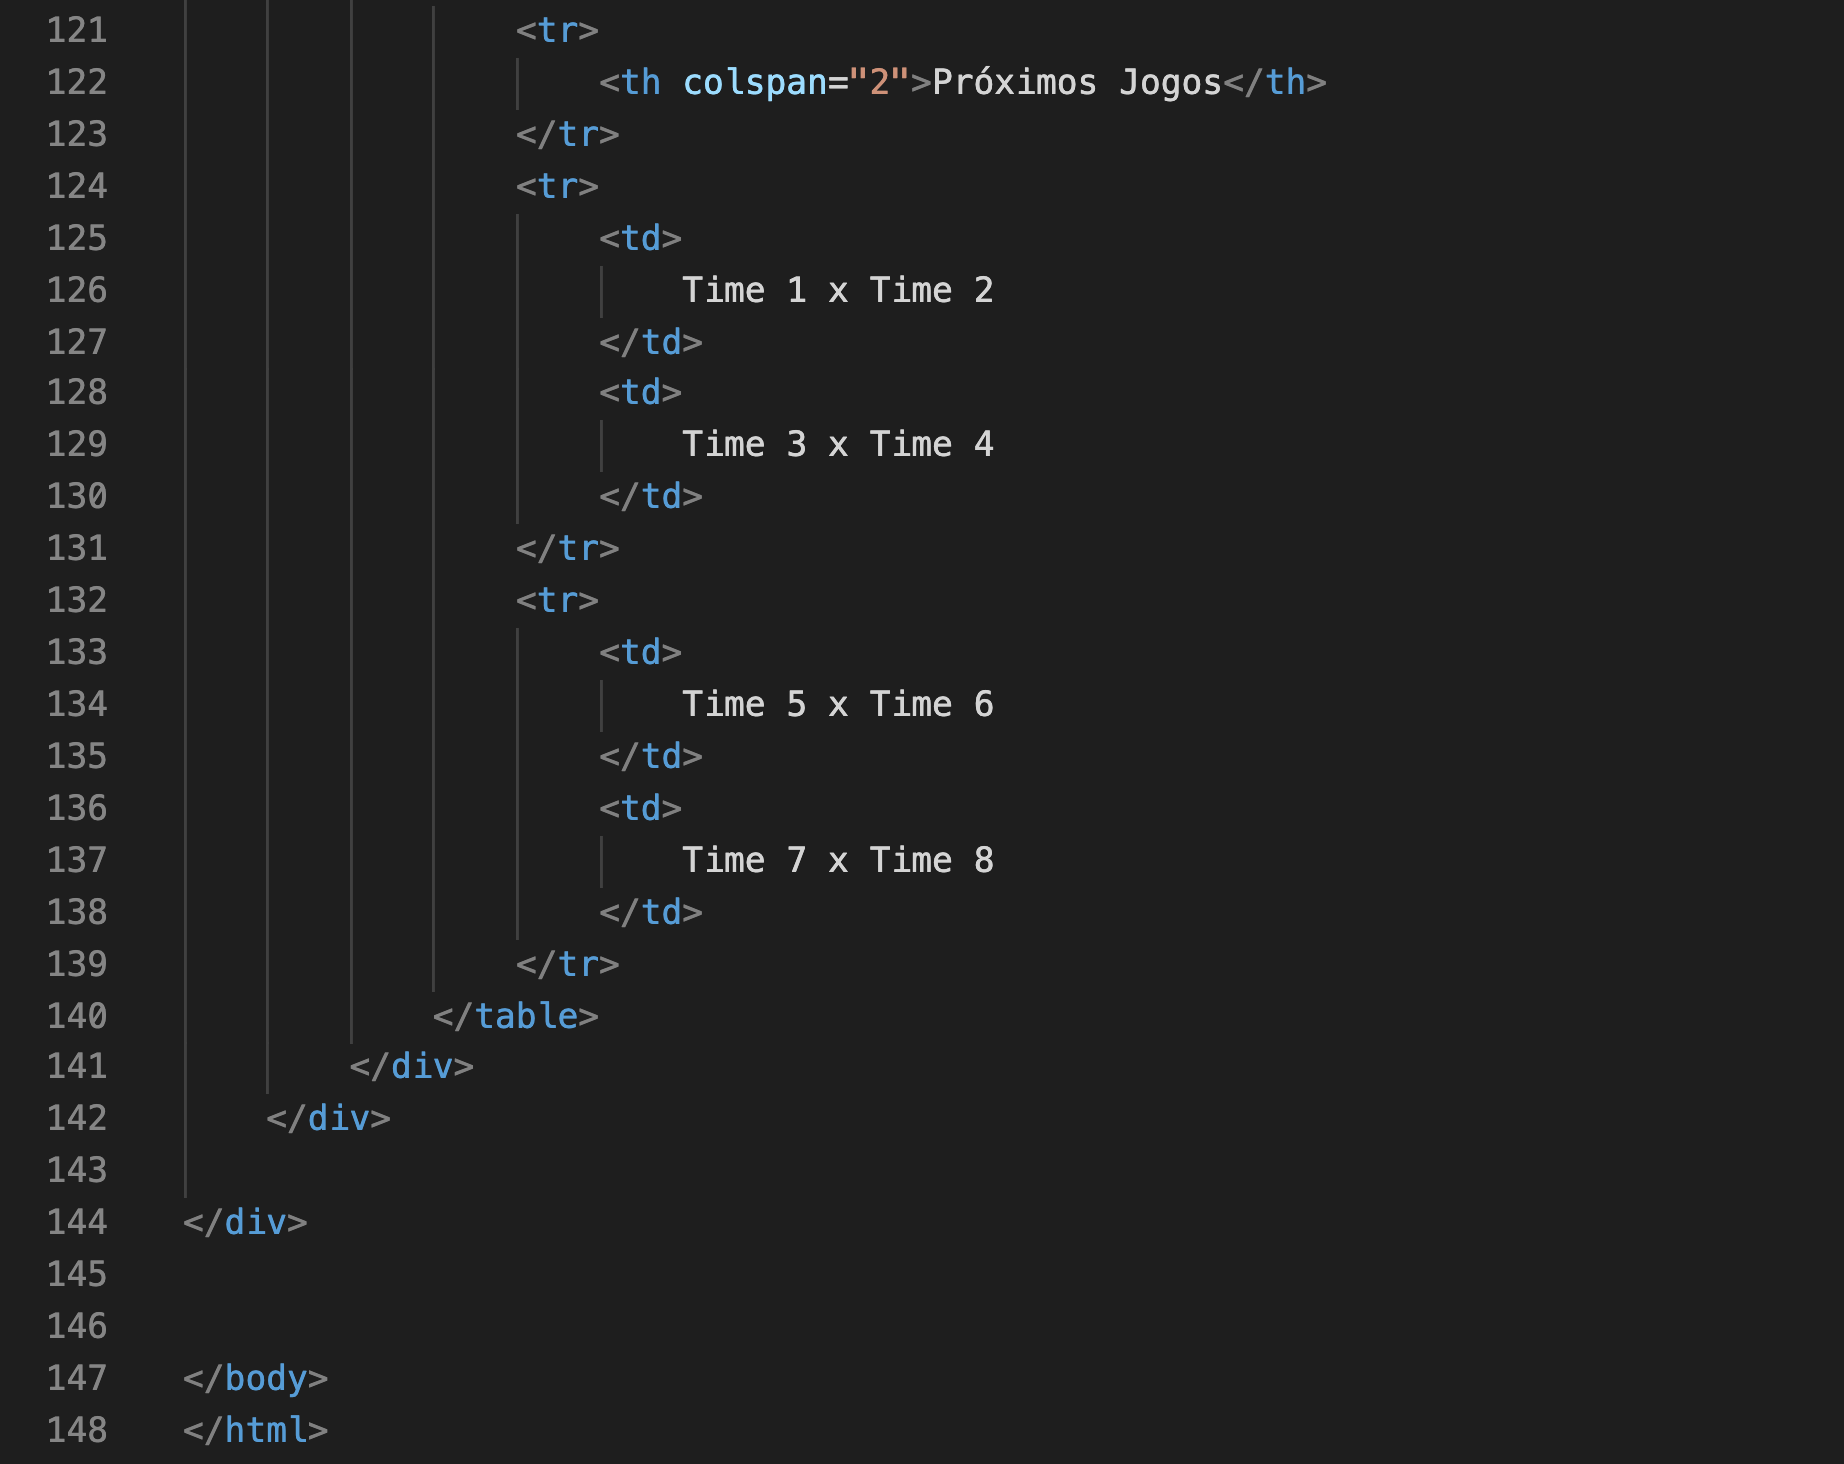 121 <tr>
122 <th colspan="2">Próximos Jogos</th>
123 </tr>
124 <tr>
125 <td>
126 Time 1 x Time 2
127 </td>
128 <td>
129 Time 3 x Time 4
130 </td>
131 </tr>
132 <tr>
133 <td>
134 Time 5 x Time 6
135 </td>
136 <td>
137 Time 7 x Time 8
138 </td>
139 </tr>
140 </table>
141 </div>
142 </div>
143
144 </div>
145
146
147 </body>
148 </html>